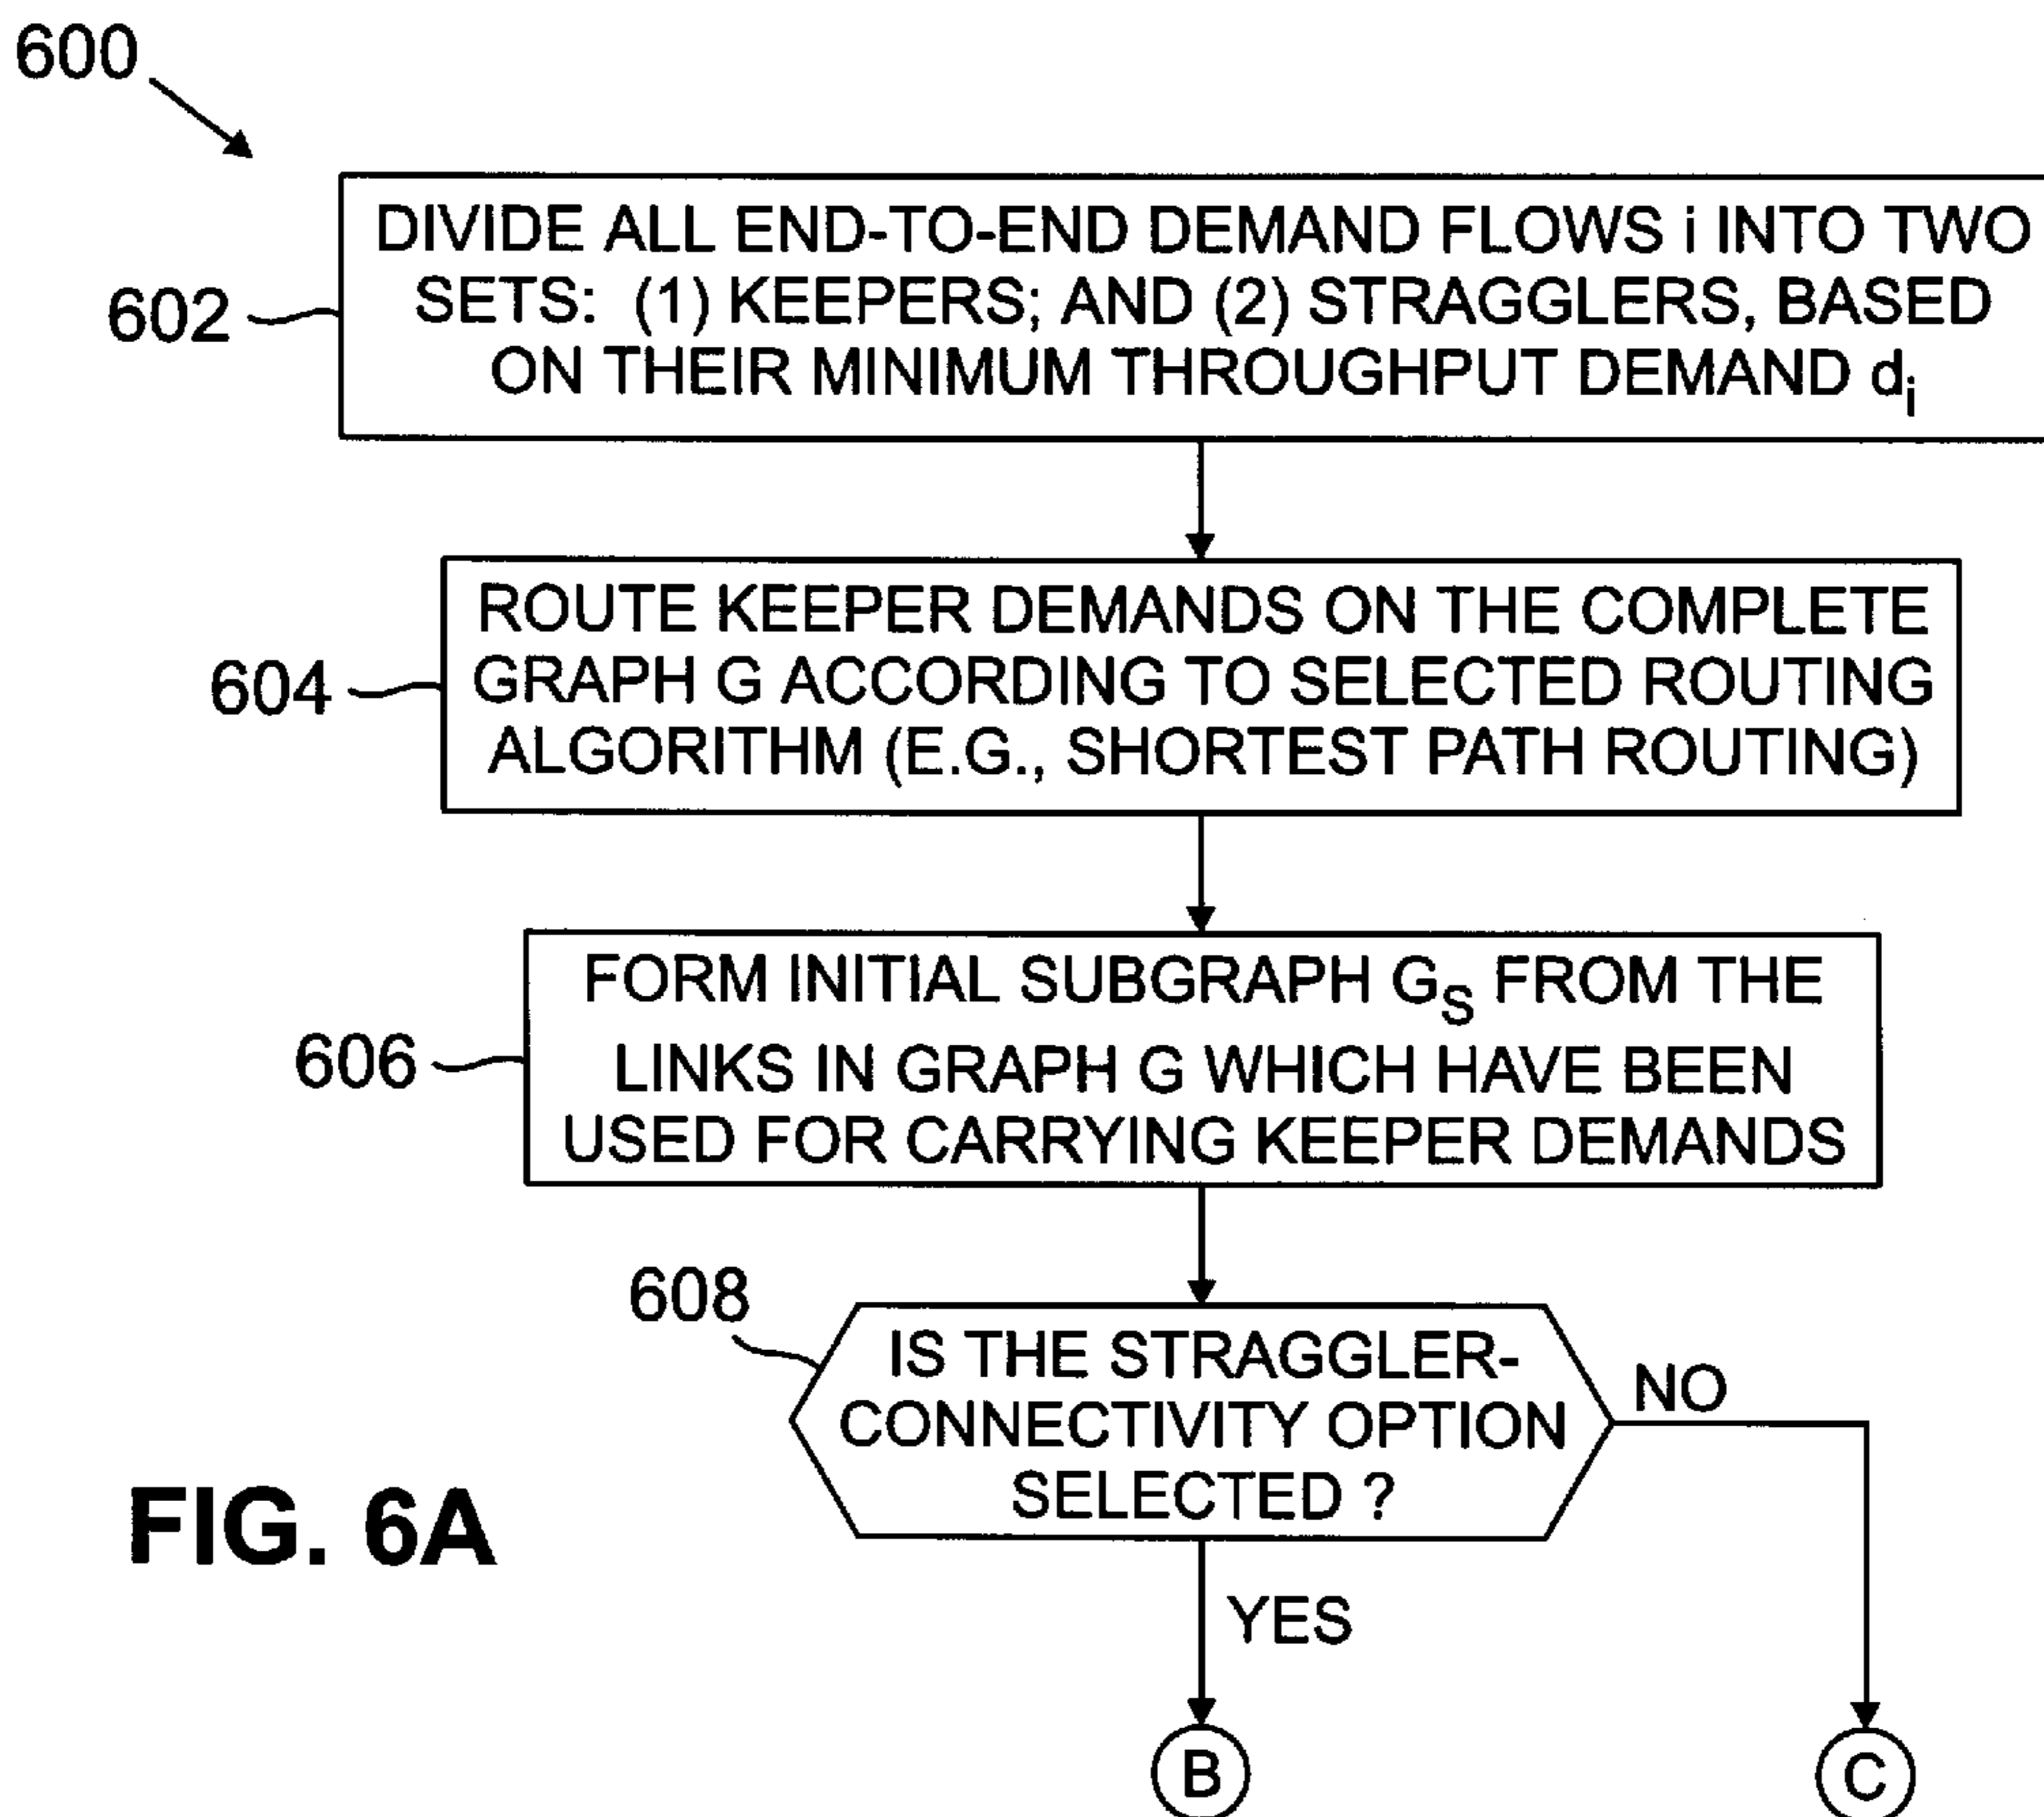 600
602
DIVIDE ALL END-TO-END DEMAND FLOWS i INTO TWO
SETS: (1) KEEPERS; AND (2) STRAGGLERS, BASED
ON THEIR MINIMUM THROUGHPUT DEMAND di
604
ROUTE KEEPER DEMANDS ON THE COMPLETE
GRAPH G ACCORDING TO SELECTED ROUTING
ALGORITHM (E.G., SHORTEST PATH ROUTING)
606
FORM INITIAL SUBGRAPH GS FROM THE
LINKS IN GRAPH G WHICH HAVE BEEN
USED FOR CARRYING KEEPER DEMANDS
608
IS THE STRAGGLER-
CONNECTIVITY OPTION
SELECTED ?
NO
YES
B
C
FIG. 6A